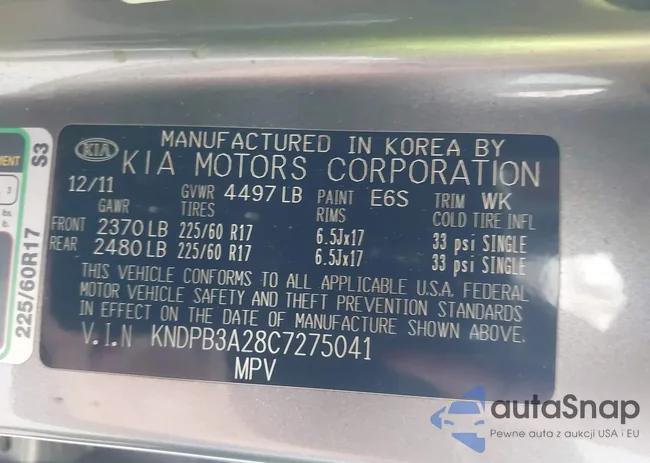 MANUFACTURED IN KOREA BY
KIA KIA MOTORS CORPORATION
12/11 GVWR 4497 LB PAINT E6S TRIM WK
GAWR TIRES RIMS COLD TIRE INFL
FRONT 2370 LB 225/60 R17 6.5Jx17 33 psi SINGLE
REAR 2480 LB 225/60 R17 6.5Jx17 33 psi SINGLE
THIS VEHICLE CONFORMS TO ALL APPLICABLE U.S.A. FEDERAL
MOTOR VEHICLE SAFETY AND THEFT PREVENTION STANDARDS
IN EFFECT ON THE DATE OF MANUFACTURE SHOWN ABOVE.
V.I.N KNDPB3A28C7275041
MPV
S3
225/60R17
autoSnap
Pewne auta z aukcji USA i EU